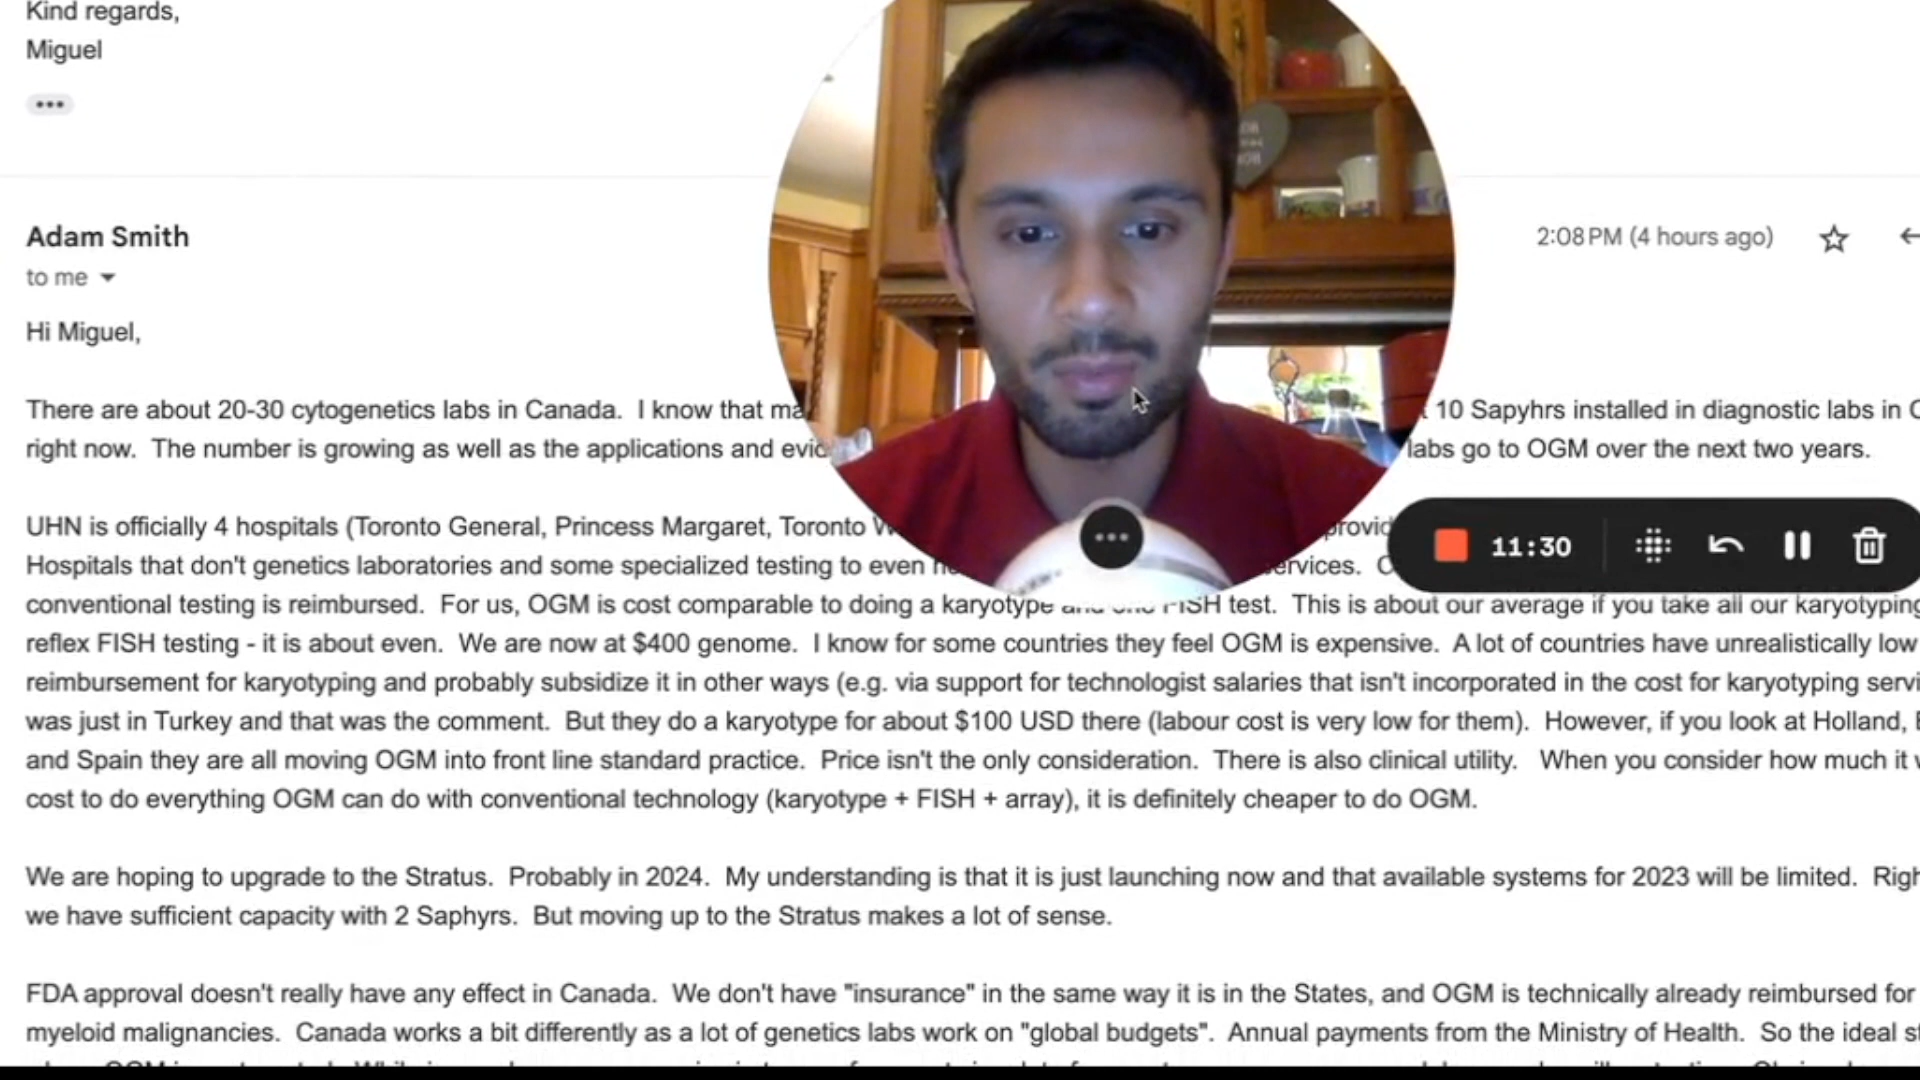 Kind regards,
Miguel
•••
Adam Smith
2:08 PM (4 hours ago)
to me
Hi Miguel,
There are about 20-30 cytogenetics labs in Canada. I know that 10 Sapyhrs installed in diagnostic labs in
right now. The number is growing as well as the applications and labs go to OGM over the next two years.
UHN is officially 4 hospitals (Toronto General, Princess Margaret, Toronto
11:30
Hospitals that don't genetics laboratories and some specialized testing to even
conventional testing is reimbursed. For us, OGM is cost comparable to doing a karyotype and one FISH test. This is about our average if you take all our karyotyping
reflex FISH testing - it is about even. We are now at $400 genome. I know for some countries they feel OGM is expensive. A lot of countries have unrealistically low
reimbursement for karyotyping and probably subsidize it in other ways (e.g. via support for technologist salaries that isn't incorporated in the cost for karyotyping
was just in Turkey and that was the comment. But they do a karyotype for about $100 USD there (labour cost is very low for them). However, if you look at Holland,
and Spain they are all moving OGM into front line standard practice. Price isn't the only consideration. There is also clinical utility. When you consider how much it
cost to do everything OGM can do with conventional technology (karyotype + FISH + array), it is definitely cheaper to do OGM.
We are hoping to upgrade to the Stratus. Probably in 2024. My understanding is that it is just launching now and that available systems for 2023 will be limited.
we have sufficient capacity with 2 Saphyrs. But moving up to the Stratus makes a lot of sense.
FDA approval doesn't really have any effect in Canada. We don't have "insurance" in the same way it is in the States, and OGM is technically already reimbursed for
myeloid malignancies. Canada works a bit differently as a lot of genetics labs work on "global budgets". Annual payments from the Ministry of Health. So the ideal